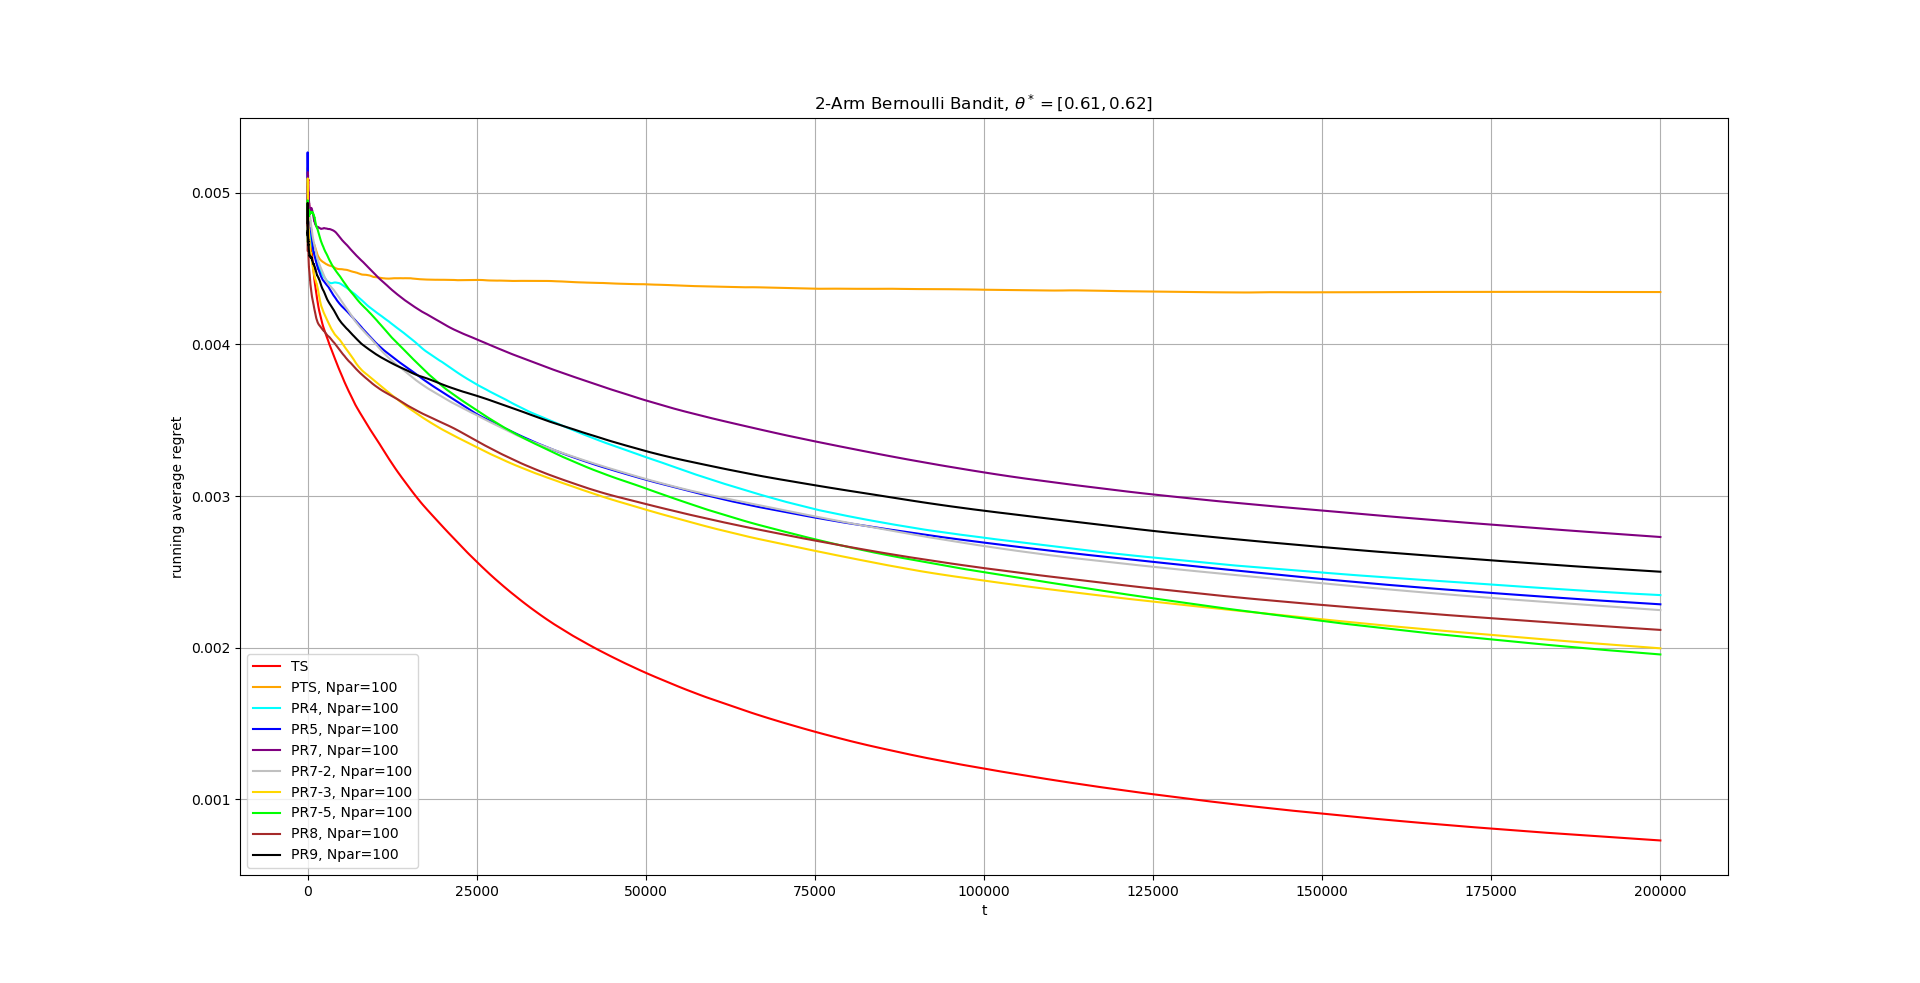 2-Arm Bernoulli Bandit, θ* = [0.61, 0.62]
running average regret
0.005
0.004
0.003
0.002
0.001
TS
PTS, Npar=100
PR4, Npar=100
PR5, Npar=100
PR7, Npar=100
PR7-2, Npar=100
PR7-3, Npar=100
PR7-5, Npar=100
PR8, Npar=100
PR9, Npar=100
0 25000 50000 75000 100000 125000 150000 175000 200000
t